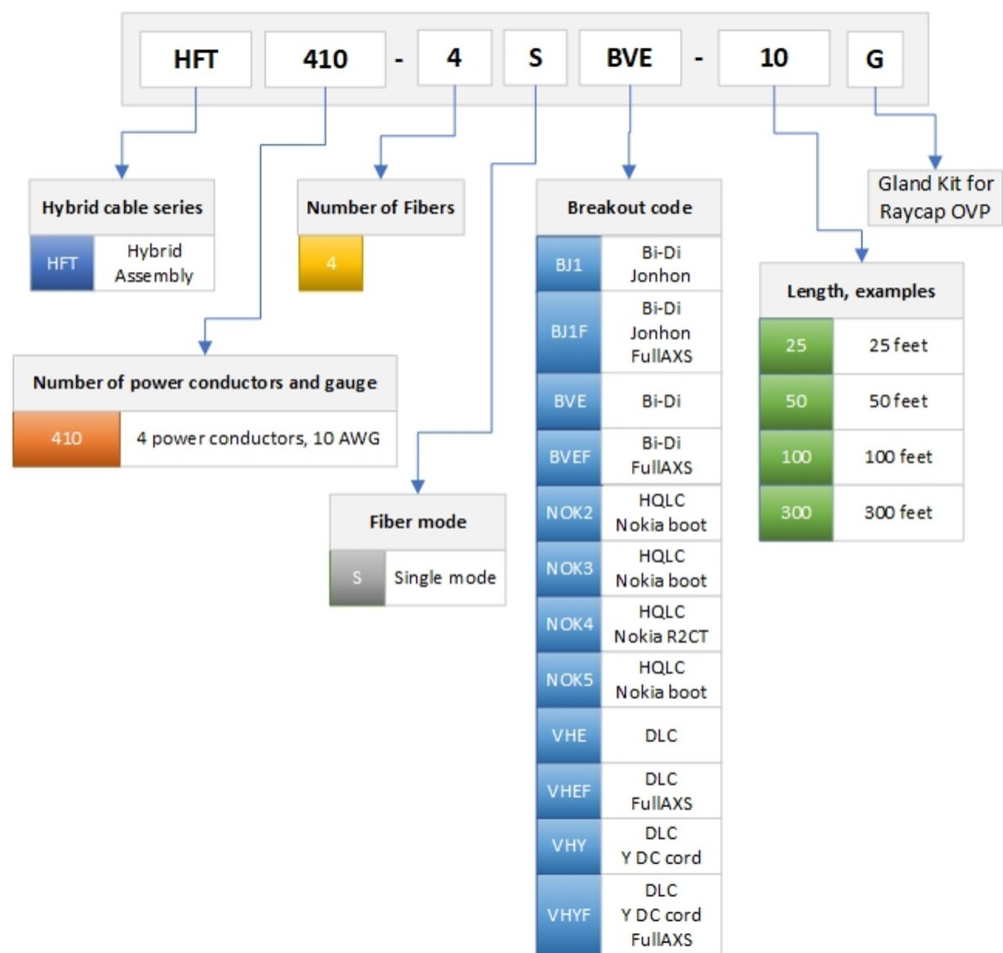 HFT 410 - 4 S BVE - 10 G
Hybrid cable series
HFT Hybrid
Assembly
Number of Fibers
4
Number of power conductors and gauge
410 4 power conductors, 10 AWG
Fiber mode
S Single mode
Breakout code
BJ1 Bi-Di
Jonhon
BJ1F Bi-Di
Jonhon
FullAXS
BVE Bi-Di
BVEF Bi-Di
FullAXS
NOK2 HQLC
Nokia boot
NOK3 HQLC
Nokia boot
NOK4 HQLC
Nokia R2CT
NOK5 HQLC
Nokia boot
VHE DLC
VHEF DLC
FullAXS
VHY DLC
Y DC cord
VHYF DLC
Y DC cord
FullAXS
Gland Kit for
Raycap OVP
Length, examples
25 25 feet
50 50 feet
100 100 feet
300 300 feet